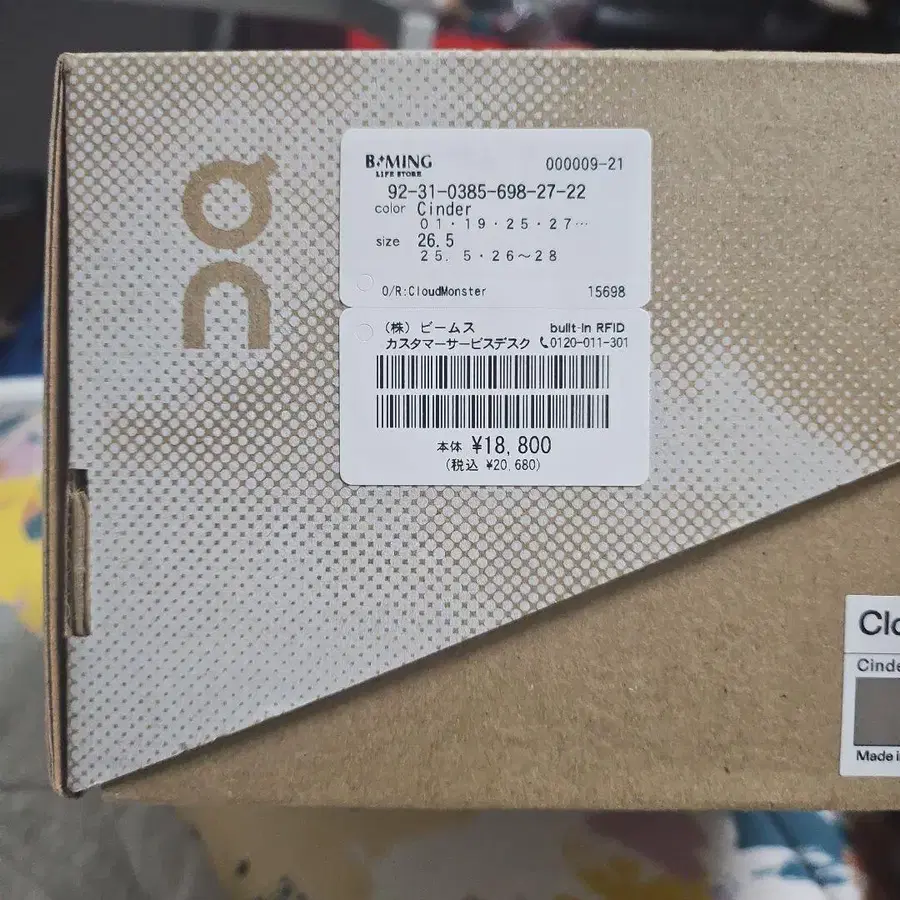 On
B:MING
LIFE STORE
000009-21
92-31-0385-698-27-22
color Cinder
01・19・25・27…
size 26.5
25.5・26～28
O/R:CloudMonster 15698
(株) ビームス built-in RFID
カスタマーサービスデスク 0120-011-301
本体 ¥18,800
(税込 ¥20,680)
Clo
Cinde
Made i